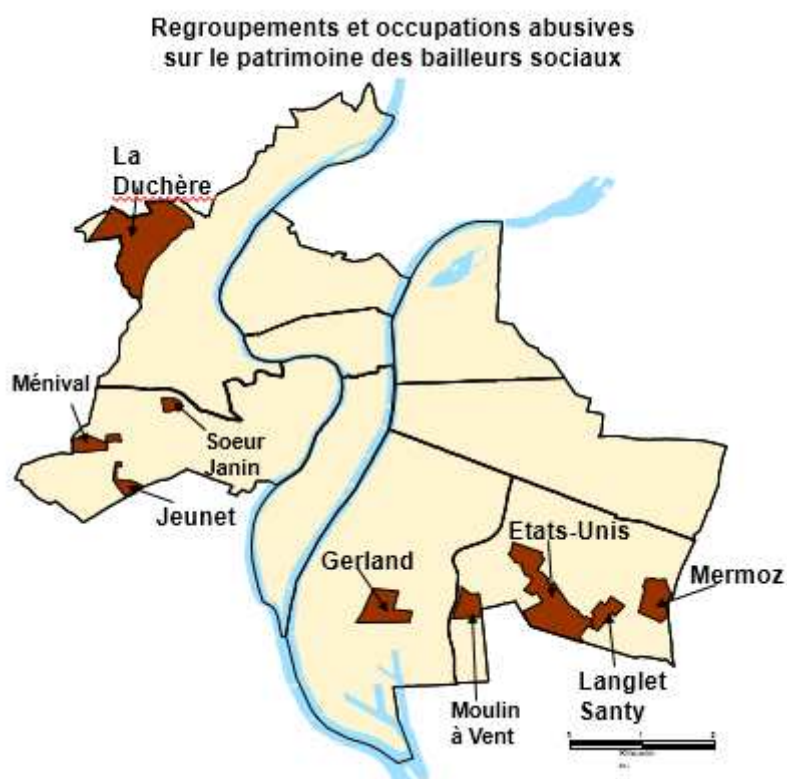 Regroupements et occupations abusives
sur le patrimoine des bailleurs sociaux
La
Duchère
Ménival
Soeur
Janin
Jeunet
Etats-Unis
Gerland
Mermoz
Langlet
Santy
Moulin
à Vent